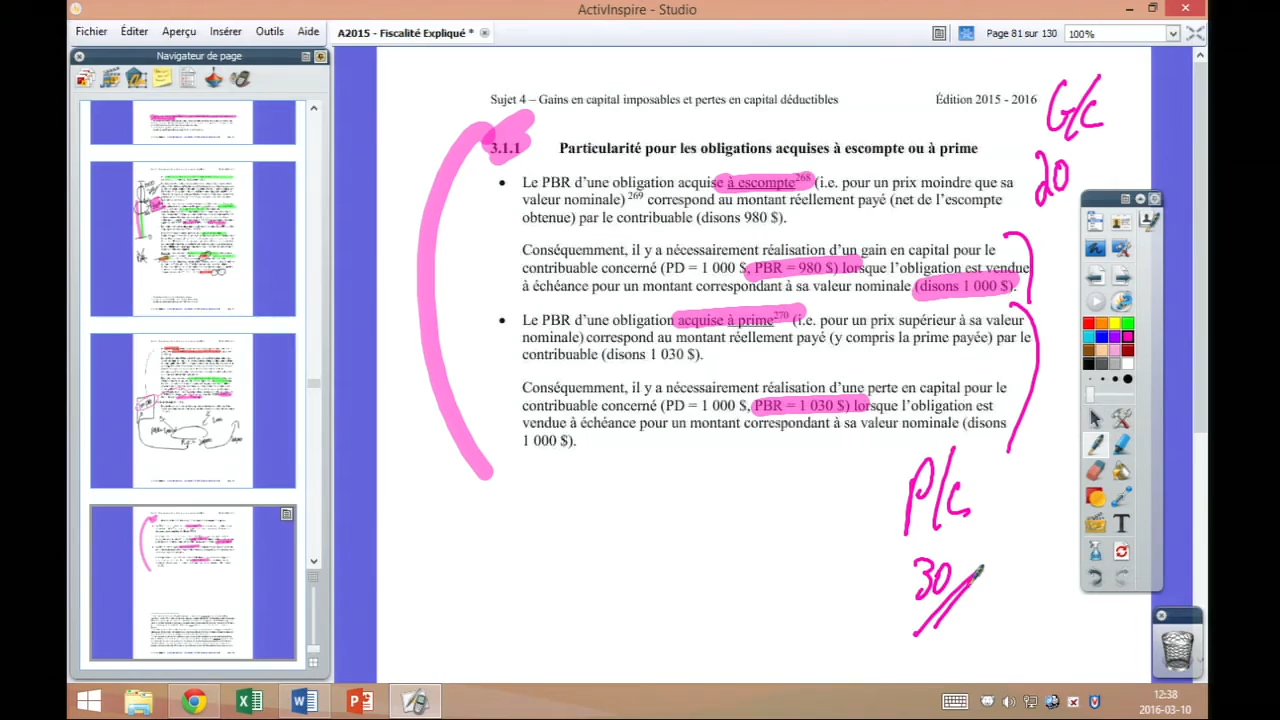 ActivInspire - Studio
Fichier Éditer Aperçu Insérer Outils Aide
A2015 - Fiscalité Expliqué *
Page 81 sur 130
100%
Navigateur de page
Sujet 4 – Gains en capital imposables et pertes en capital déductibles Édition 2015 - 2016
G/C
20
3.1.1 Particularité pour les obligations acquises à escompte ou à prime
• Le PBR d'une obligation acquise à escompte268 (i.e. pour un prix moindre que sa
valeur nominale) 269 correspond au montant réellement payé (net de l'escompte
obtenue) par le contribuable (disons 980 $).
Conséquemment, il y a nécessairement réalisation d'un gain en capital pour le
contribuable concerné (PD = 1 000 $, PBR = 980 $) lorsque l'obligation est vendue
à échéance pour un montant correspondant à sa valeur nominale (disons 1 000 $).
• Le PBR d'une obligation acquise à prime270 (i.e. pour un prix supérieur à sa valeur
nominale) correspond au montant réellement payé (y compris la prime payée) par le
contribuable (disons 1 030 $).
Conséquemment, il y a nécessairement réalisation d'une perte en capital pour le
contribuable concerné (PD = 1 000 $, PBR = 1 030 $) lorsque l'obligation est
vendue à échéance pour un montant correspondant à sa valeur nominale (disons
1 000 $).
P/C
30
12:38
2016-03-10